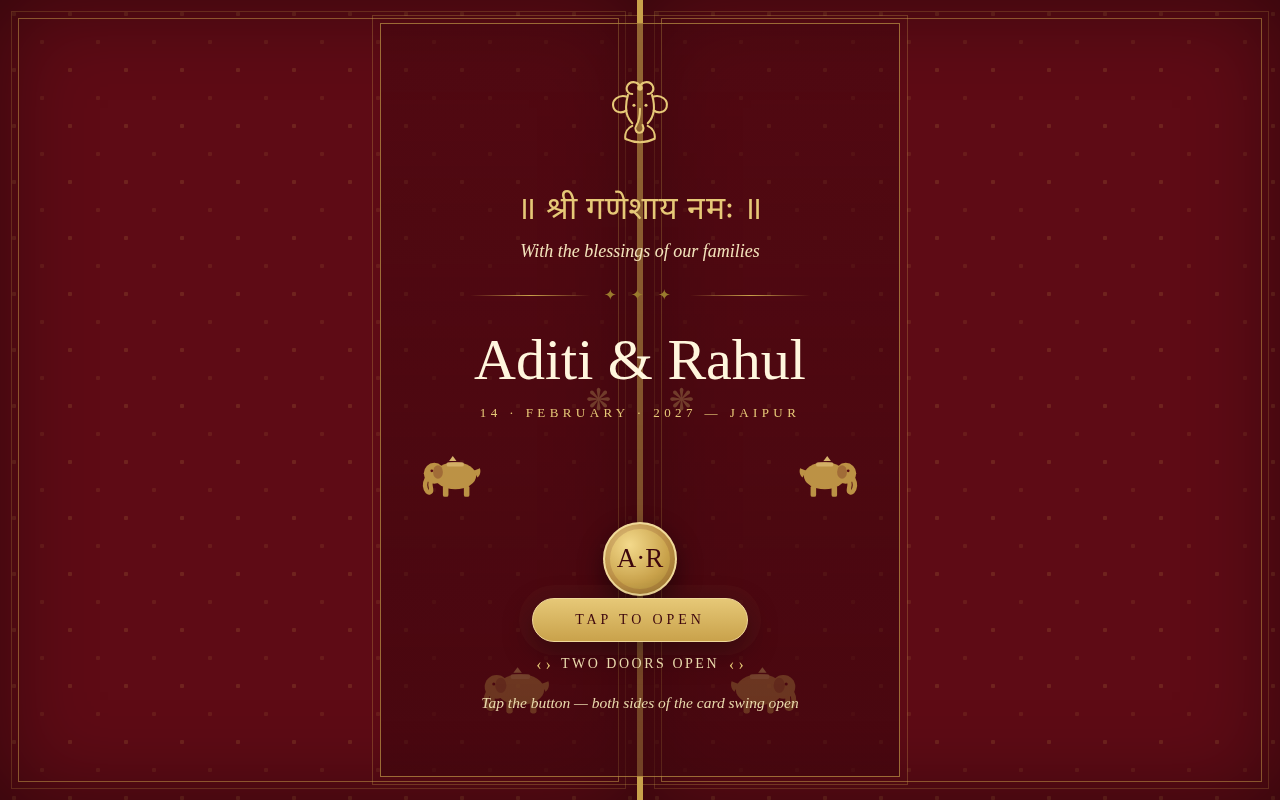 ॥ श्री गणेशाय नमः ॥
With the blessings of our families
Aditi & Rahul
14 · FEBRUARY · 2027 — JAIPUR
A·R
TAP TO OPEN
‹ › TWO DOORS OPEN ‹ ›
Tap the button — both sides of the card swing open